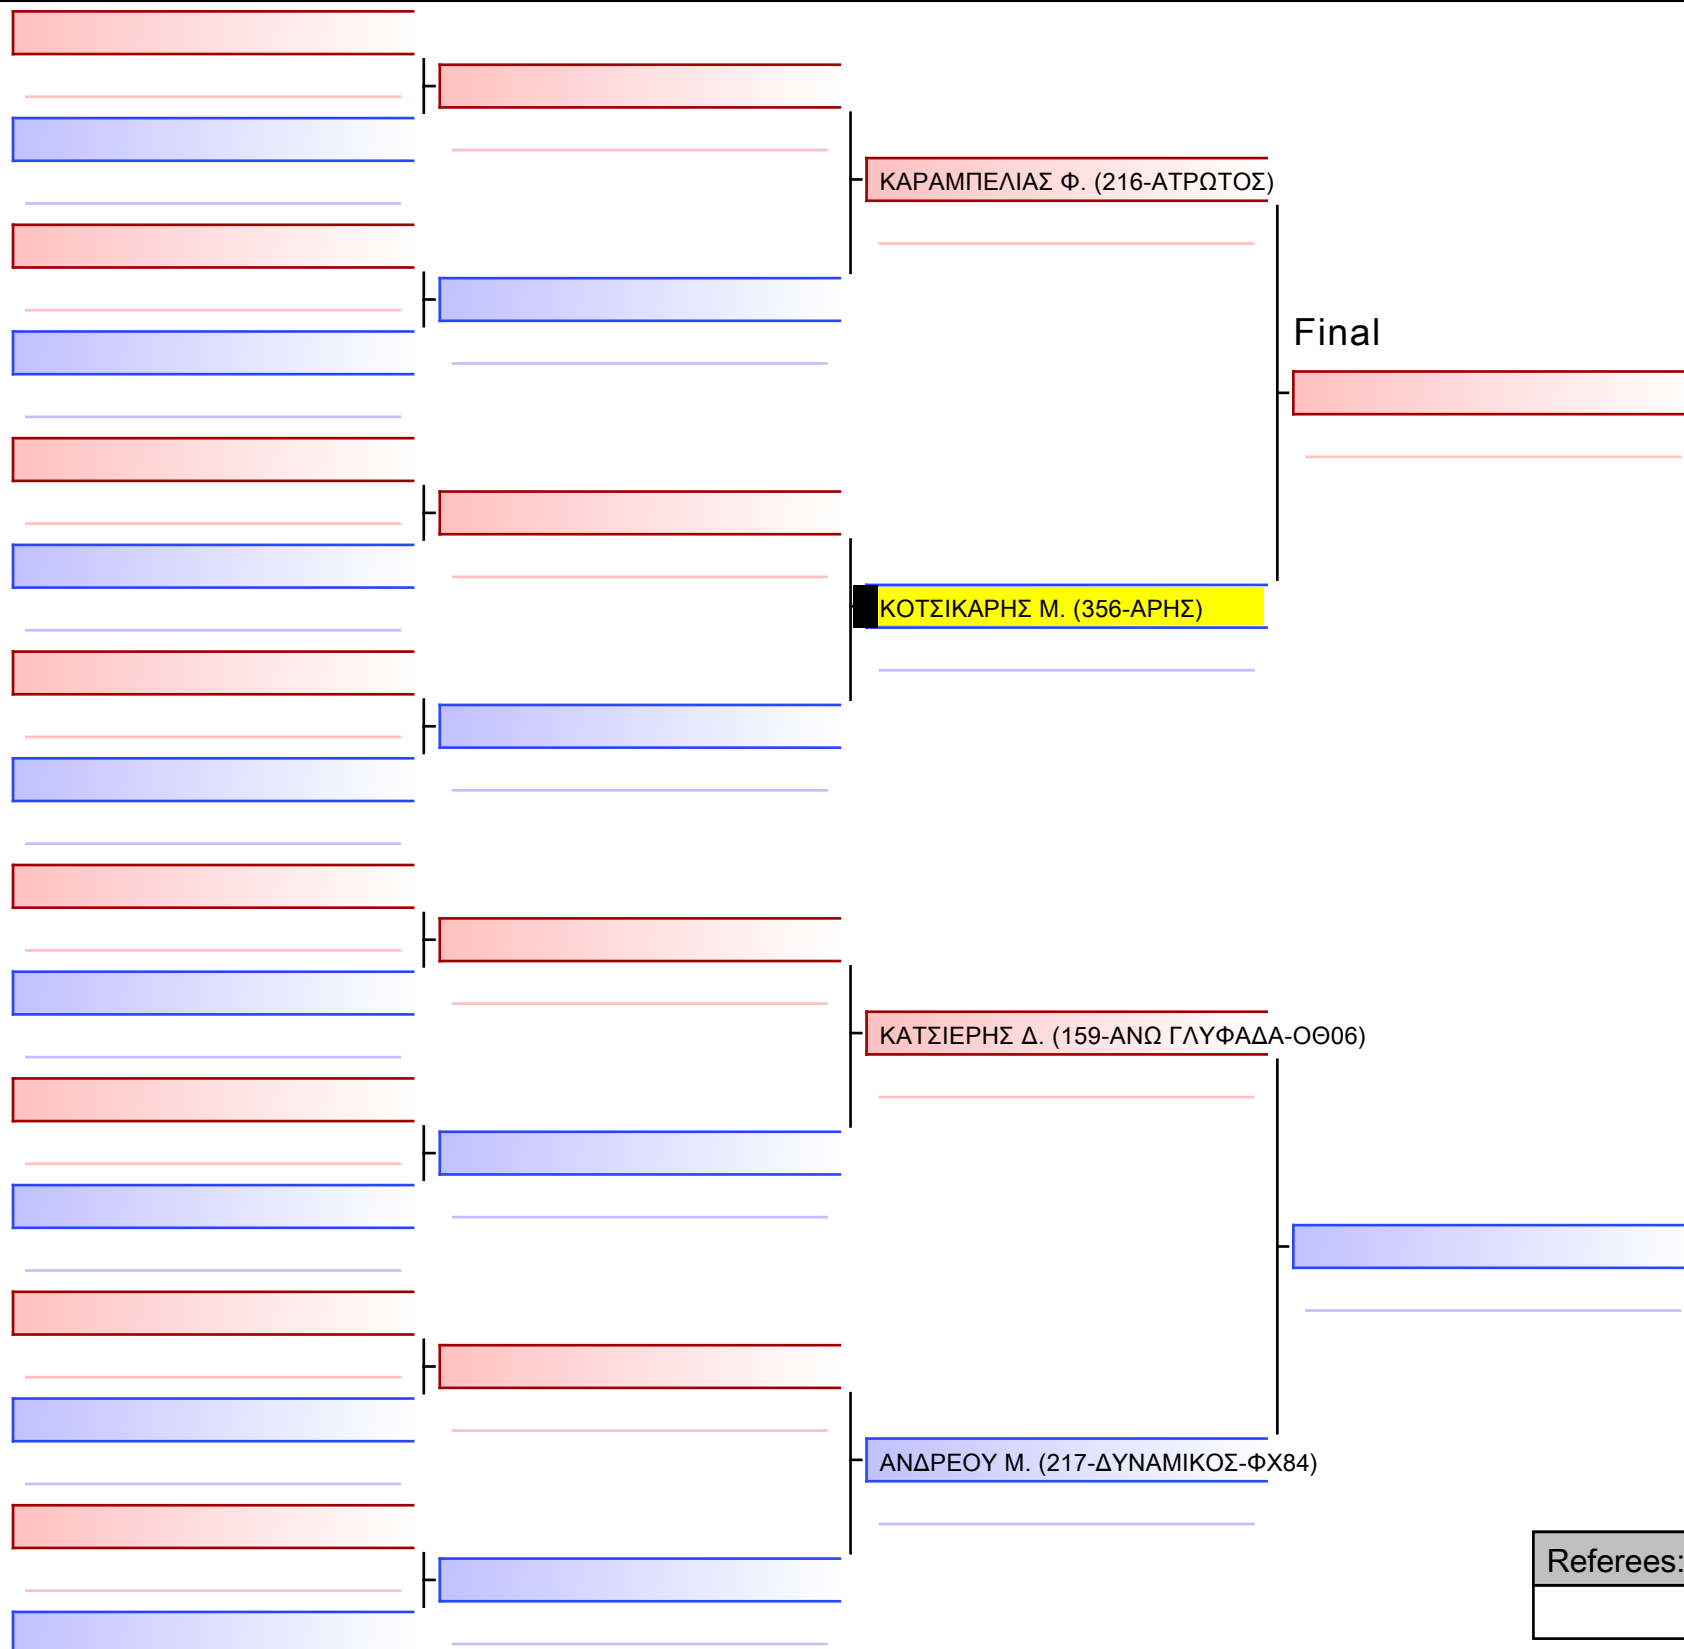 ΚΑΡΑΜΠΕΛΙΑΣ Φ. (216-ΑΤΡΩΤΟΣ)
Final
ΚΟΤΣΙΚΑΡΗΣ Μ. (356-ΑΡΗΣ)
ΚΑΤΣΙΕΡΗΣ Δ. (159-ΑΝΩ ΓΛΥΦΑΔΑ-ΟΘ06)
ΑΝΔΡΕΟΥ Μ. (217-ΔΥΝΑΜΙΚΟΣ-ΦΧ84)
Referees: